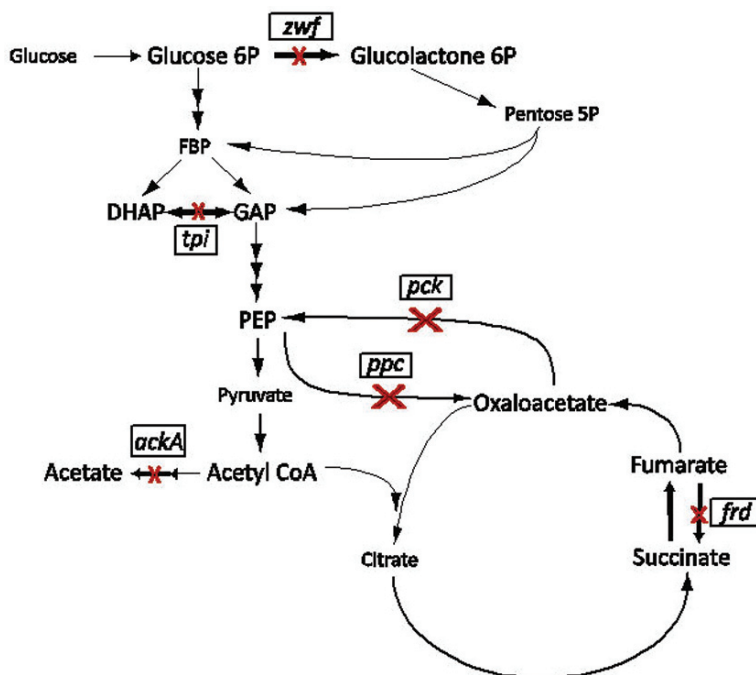 zwf
Glucose Glucose 6P Glucolactone 6P
Pentose 5P
FBP
DHAP GAP
tpi
pck
PEP
ppc
Pyruvate Oxaloacetate
ackA
Acetate Acetyl CoA Fumarate
frd
Citrate Succinate